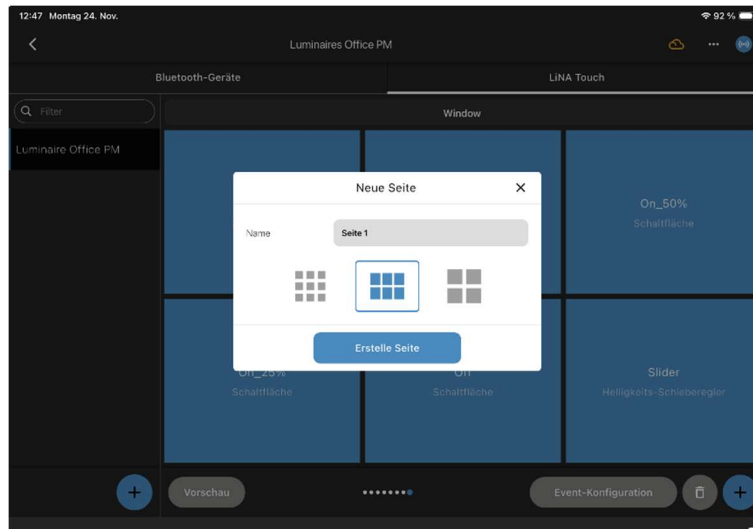 12:47 Montag 24. Nov.
92 %
Luminaires Office PM
Bluetooth-Geräte
LiNA Touch
Filter
Window
Luminaire Office PM
Neue Seite
On_50%
Schaltfläche
Name
Seite 1
Erstelle Seite
On_25%
Schaltfläche
Off
Schaltfläche
Slider
Helligkeits-Schieberegler
Vorschau
Event-Konfiguration